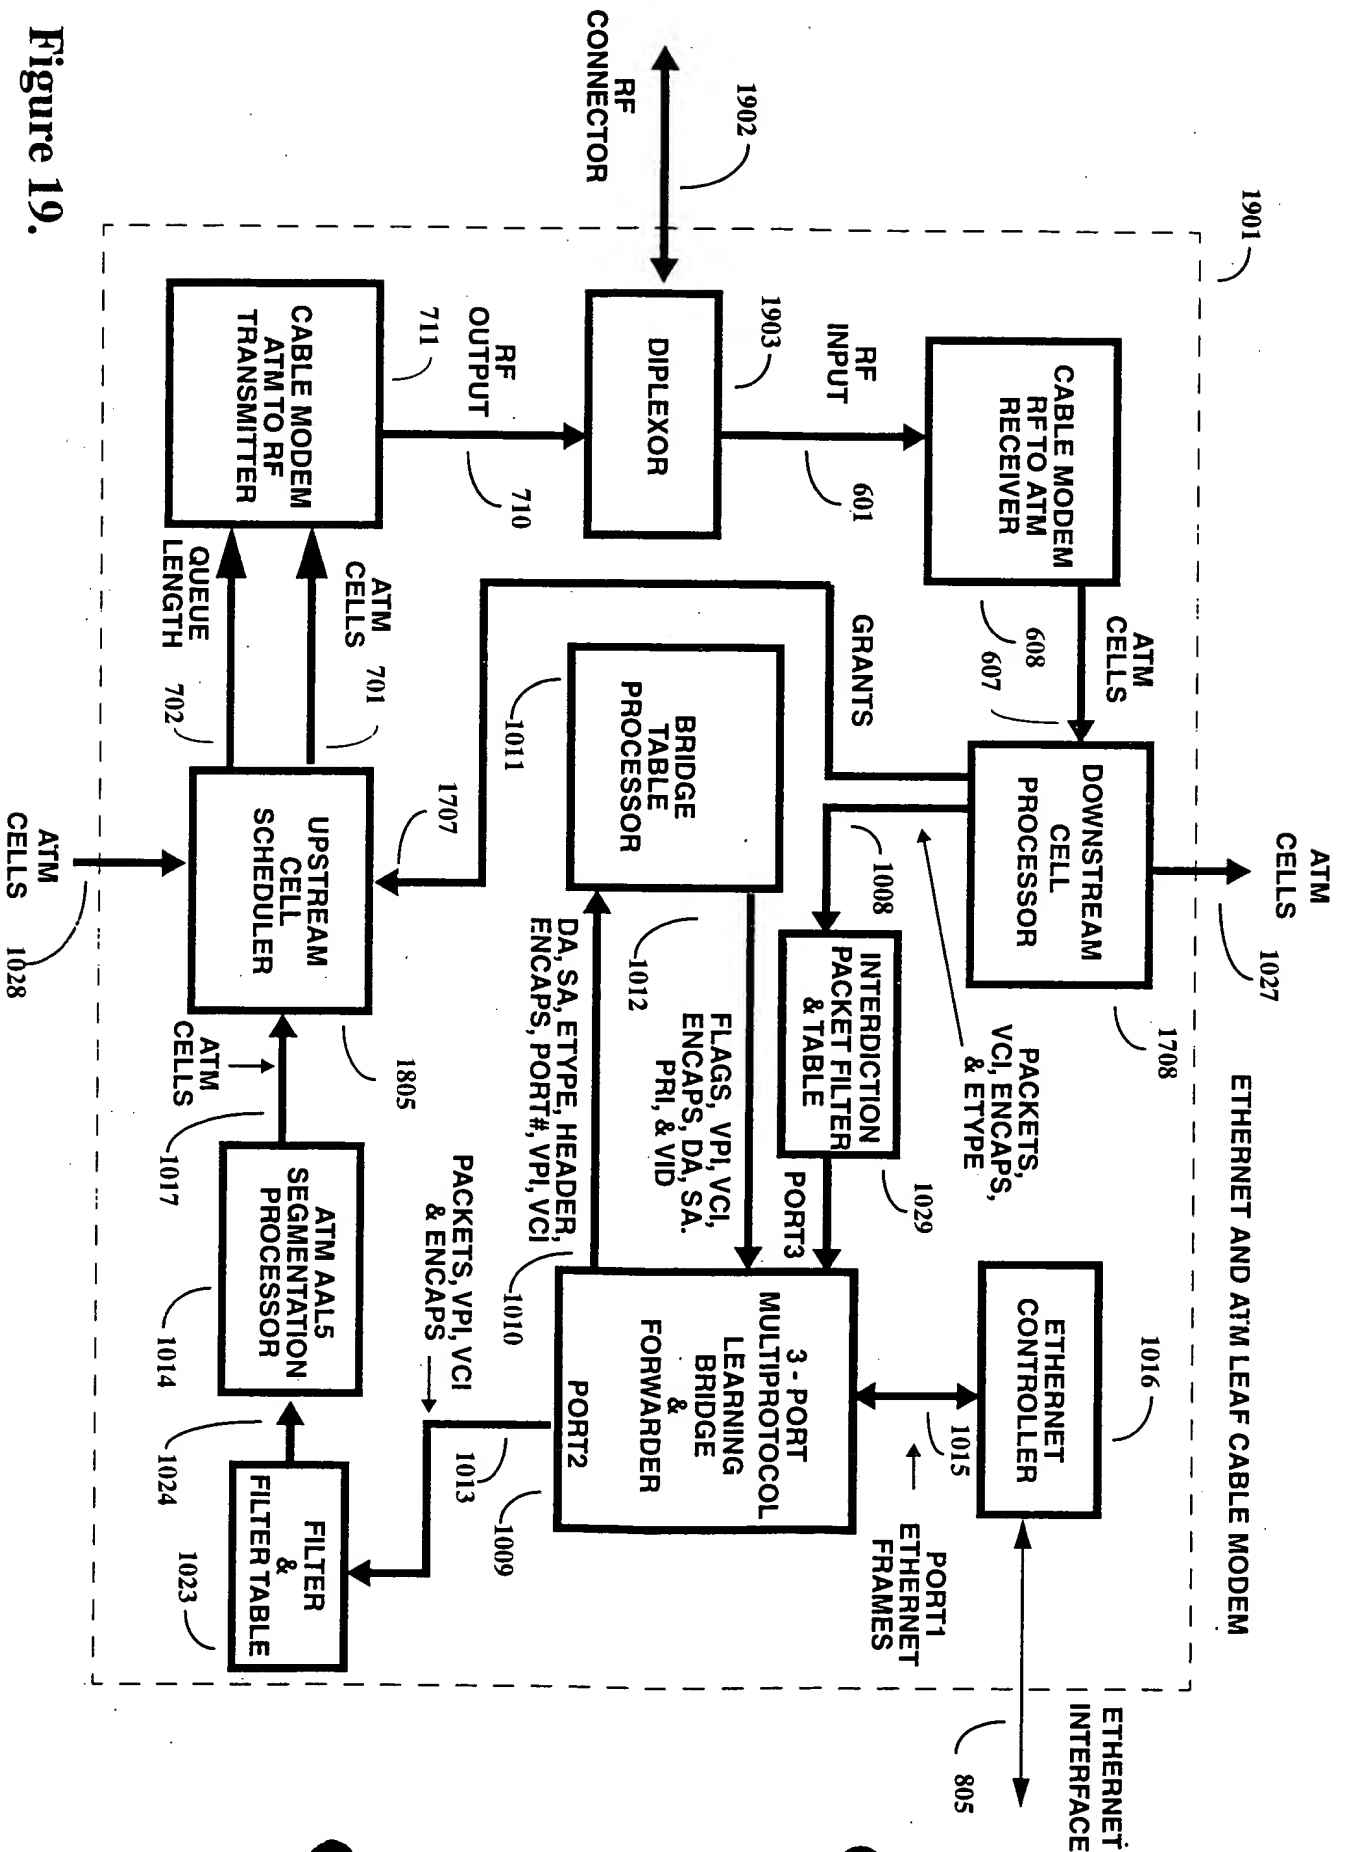 ETHERNET AND ATM LEAF CABLE MODEM
1901
ATM
CELLS
1027
RF
CONNECTOR
1902
CABLE MODEM
RF TO ATM
RECEIVER
608
ATM
CELLS
607
DOWNSTREAM
CELL
PROCESSOR
1708
ETHERNET
CONTROLLER
1016
ETHERNET
INTERFACE
805
RF
INPUT
601
GRANTS
1008
PACKETS,
VCI, ENCAPS,
& ETYPE
INTERDICTION
PACKET FILTER
& TABLE
1029
PORT3
1015
PORT1
ETHERNET
FRAMES
DIPLEXOR
1903
BRIDGE
TABLE
PROCESSOR
1011
1012
FLAGS, VPI, VCI,
ENCAPS, DA, SA.
PRI, & VID
3 - PORT
MULTIPROTOCOL
LEARNING
BRIDGE
&
FORWARDER
PORT2
1009
DA, SA, ETYPE, HEADER,
ENCAPS, PORT#, VPI, VCI
1010
RF
OUTPUT
710
711
1707
PACKETS, VPI, VCI
& ENCAPS
1013
CABLE MODEM
ATM TO RF
TRANSMITTER
ATM
CELLS
701
QUEUE
LENGTH
702
UPSTREAM
CELL
SCHEDULER
1805
ATM
CELLS
1017
ATM AAL5
SEGMENTATION
PROCESSOR
1014
1024
FILTER
&
FILTER TABLE
1023
ATM
CELLS
1028
Figure 19.